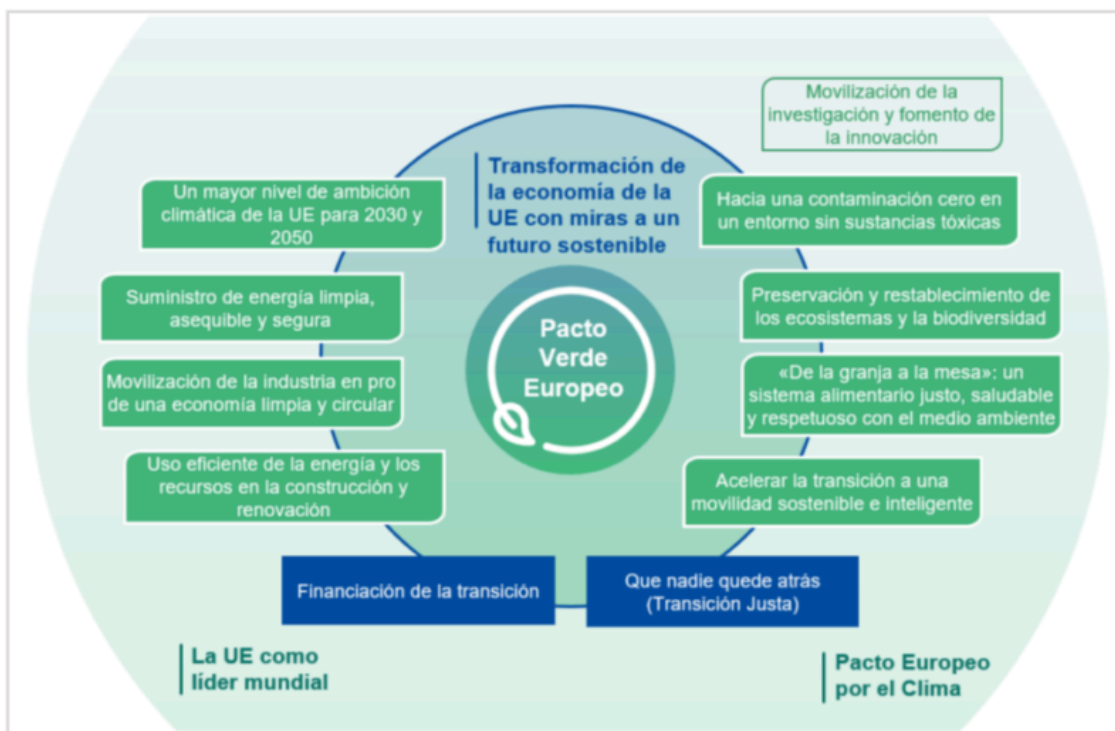 Movilización de la
investigación y fomento de
la innovación
Transformación de
la economía de la
UE con miras a un
futuro sostenible
Un mayor nivel de ambición
climática de la UE para 2030 y
2050
Hacia una contaminación cero en
un entorno sin sustancias tóxicas
Suministro de energía limpia,
asequible y segura
Preservación y restablecimiento de
los ecosistemas y la biodiversidad
Pacto
Verde
Europeo
Movilización de la industria en pro
de una economía limpia y circular
«De la granja a la mesa»: un
sistema alimentario justo, saludable
y respetuoso con el medio ambiente
Uso eficiente de la energía y los
recursos en la construcción y
renovación
Acelerar la transición a una
movilidad sostenible e inteligente
Financiación de la transición
Que nadie quede atrás
(Transición Justa)
La UE como
líder mundial
Pacto Europeo
por el Clima